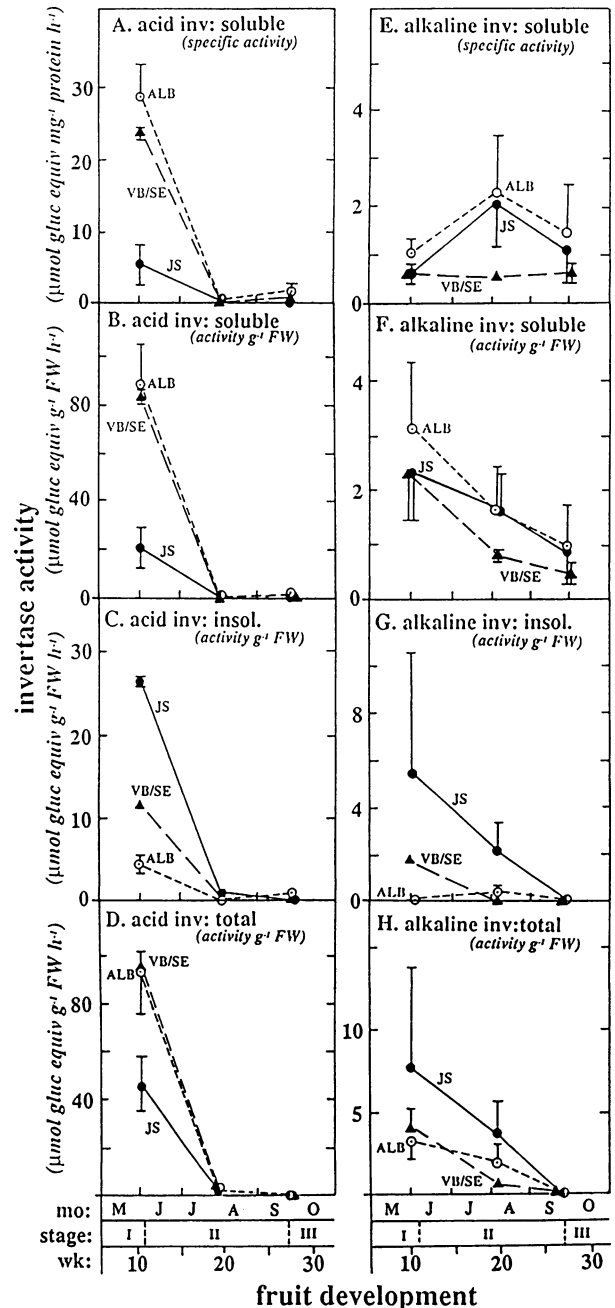 invertase activity
A. acid inv: soluble
(specific activity)
(μmol gluc equiv mg⁻¹ protein h⁻¹)
30
20
10
0
ALB
VB/SE
JS
B. acid inv: soluble
(activity g⁻¹ FW)
(μmol gluc equiv g⁻¹ FW h⁻¹)
80
40
0
ALB
VB/SE
JS
C. acid inv: insol.
(activity g⁻¹ FW)
(μmol gluc equiv g⁻¹ FW h⁻¹)
30
20
10
0
JS
VB/SE
ALB
D. acid inv: total
(activity g⁻¹ FW)
(μmol gluc equiv g⁻¹ FW h⁻¹)
80
40
VB/SE
ALB
JS
E. alkaline inv: soluble
(specific activity)
6
4
2
0
ALB
JS
VB/SE
F. alkaline inv: soluble
(activity g⁻¹ FW)
4
2
0
ALB
JS
VB/SE
G. alkaline inv: insol.
(activity g⁻¹ FW)
8
4
0
JS
VB/SE
ALB
H. alkaline inv:total
(activity g⁻¹ FW)
10
5
JS
ALB
VB/SE
mo: M J J A S O M J J A S O
stage: I II III I II III
wk: 10 20 30 10 20 30
fruit development